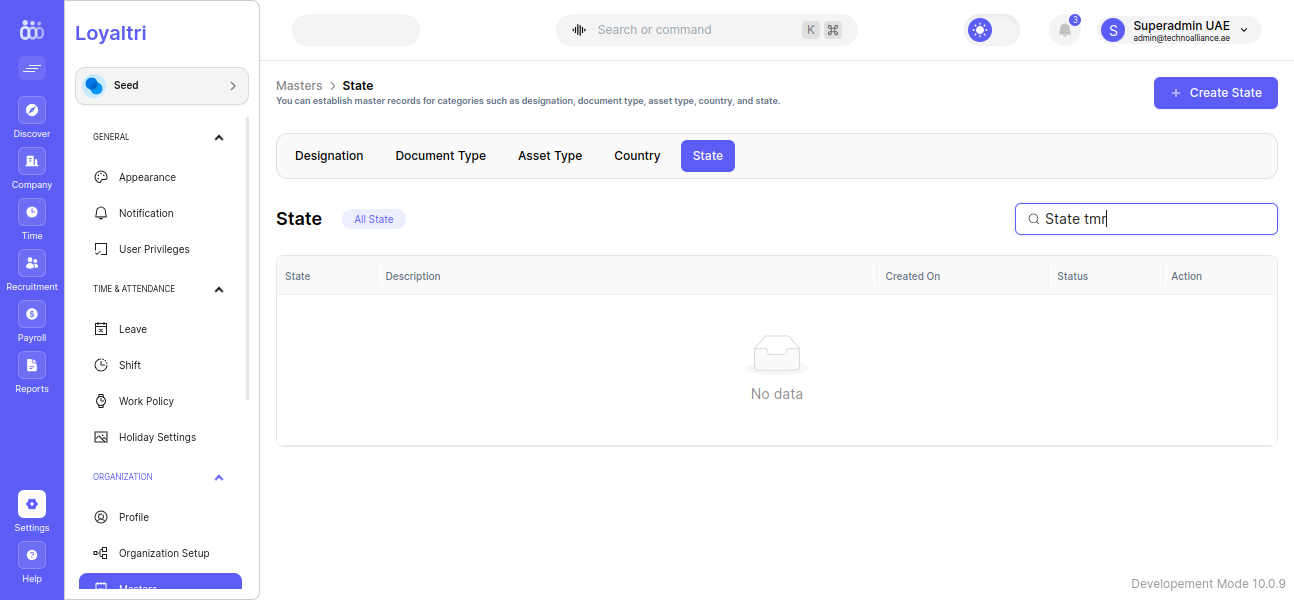 Loyaltri
Search or command
K
⌘
3
S
Superadmin UAE
admin@technoalliance.ae
Seed
Discover
Company
Time
Recruitment
Payroll
Reports
Settings
Help
GENERAL
Appearance
Notification
User Privileges
TIME & ATTENDANCE
Leave
Shift
Work Policy
Holiday Settings
ORGANIZATION
Profile
Organization Setup
Masters
Masters > State
You can establish master records for categories such as designation, document type, asset type, country, and state.
+ Create State
Designation
Document Type
Asset Type
Country
State
State
All State
State tmr
State
Description
Created On
Status
Action
No data
Developement Mode 10.0.9